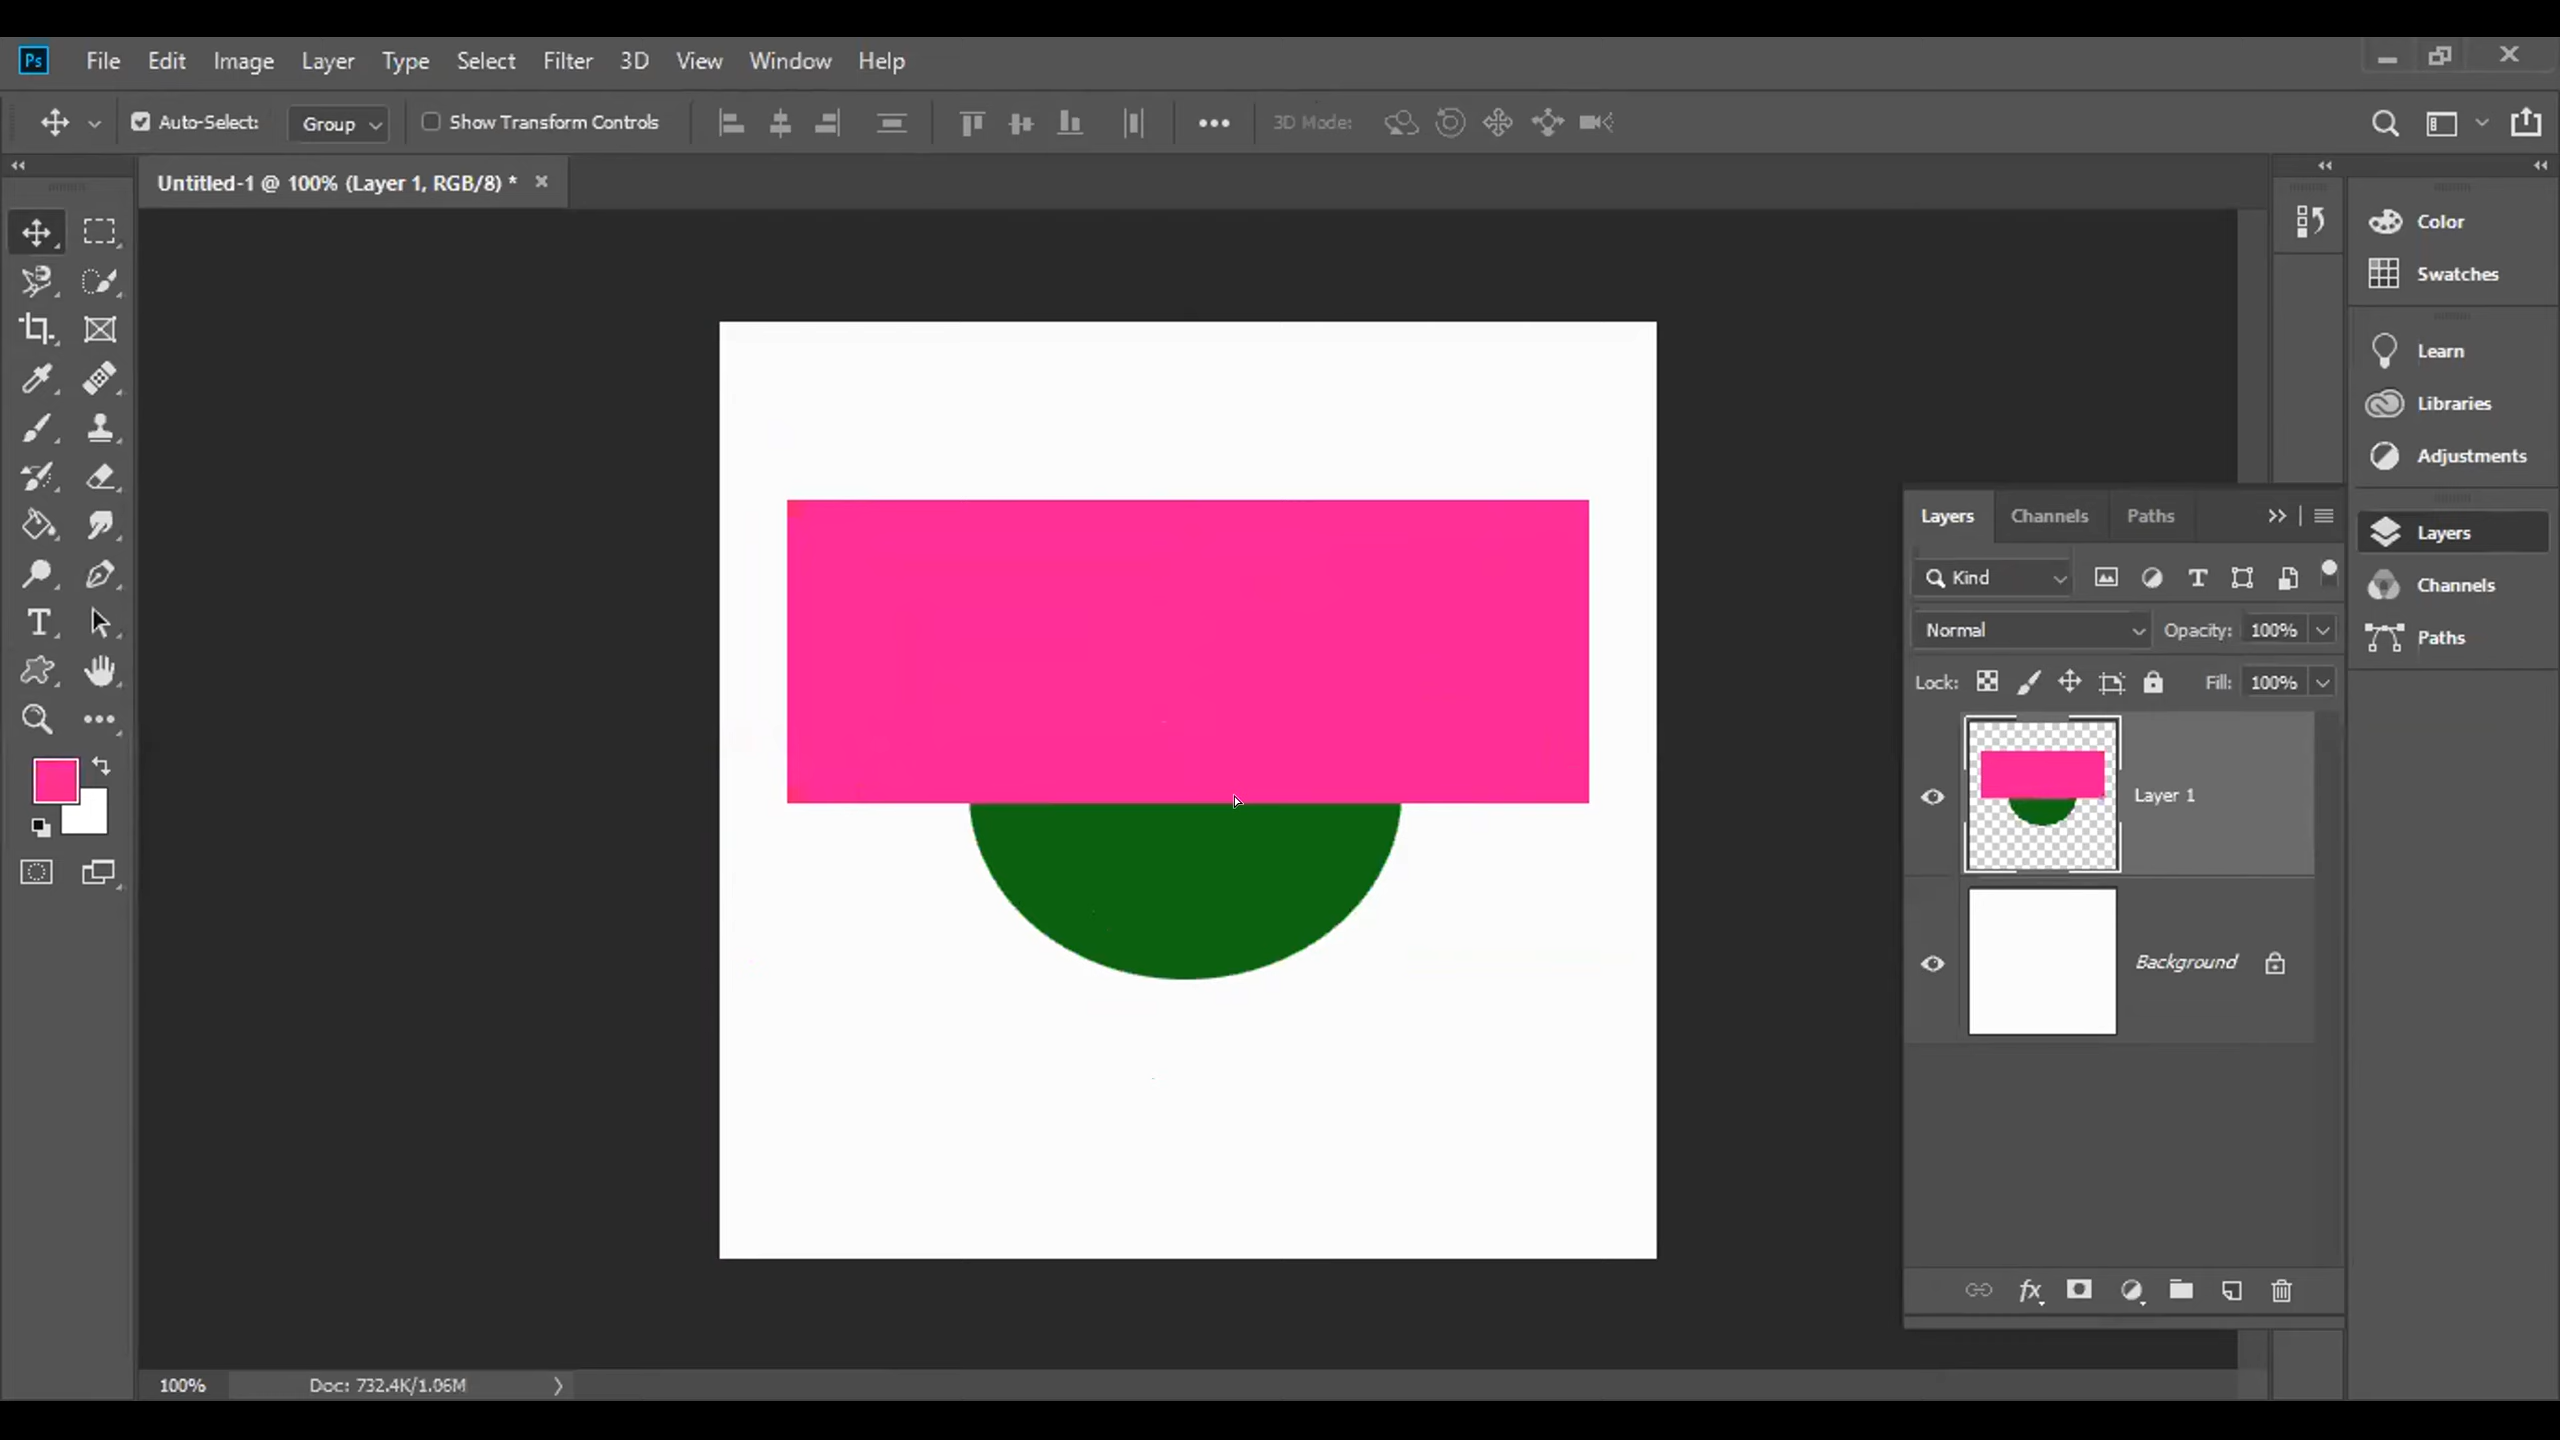 Ps File Edit Image Layer Type Select Filter 3D View Window Help
Auto-Select: Group Show Transform Controls 3D Mode:
Untitled-1 @ 100% (Layer 1, RGB/8) *
Color
Swatches
Learn
Libraries
Adjustments
Layers
Channels
Paths
Layers Channels Paths
Kind
Normal Opacity: 100%
Lock: Fill: 100%
Layer 1
Background
fx
100% Doc: 732.4K/1.06M